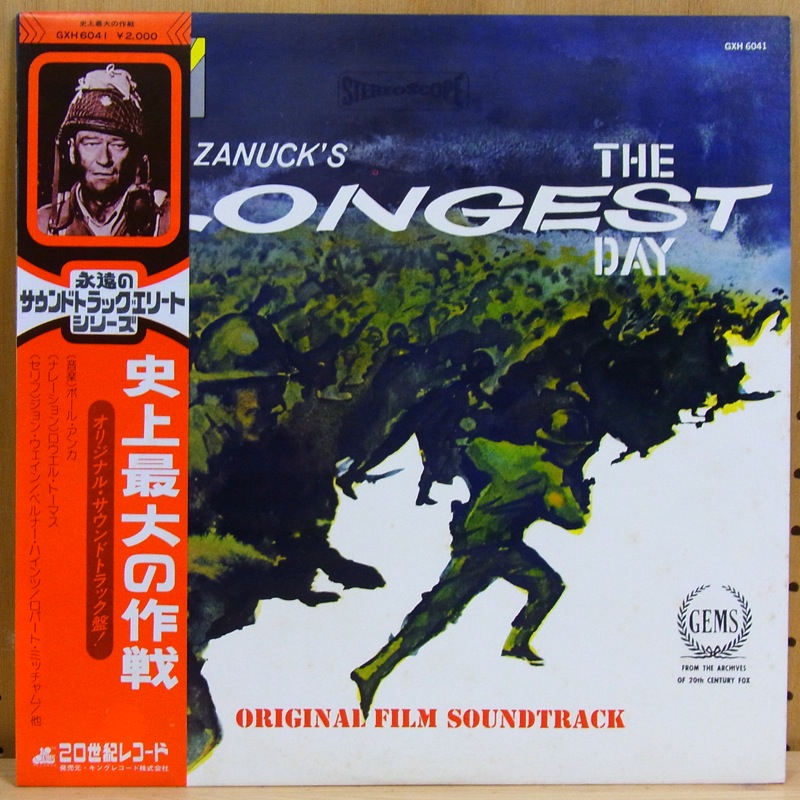 史上最大の作戦
GXH 6041 ¥2,000
永遠の
サウンドトラック・エリート
シリーズ
史上最大の作戦
オリジナル・サウンドトラック盤!
(音楽)ポール・アンカ
(ナレーション)ロウエル・トーマス
(セリフ)ジョン・ウェイン/ベルナー・ハインツ/ロバート・ミッチャム/他
20世紀レコード
発売元・キングレコード株式会社
GXH 6041
STEREOSCOPE
ZANUCK'S
THE
LONGEST
DAY
GEMS
FROM THE ARCHIVES
OF 20th CENTURY FOX
ORIGINAL FILM SOUNDTRACK